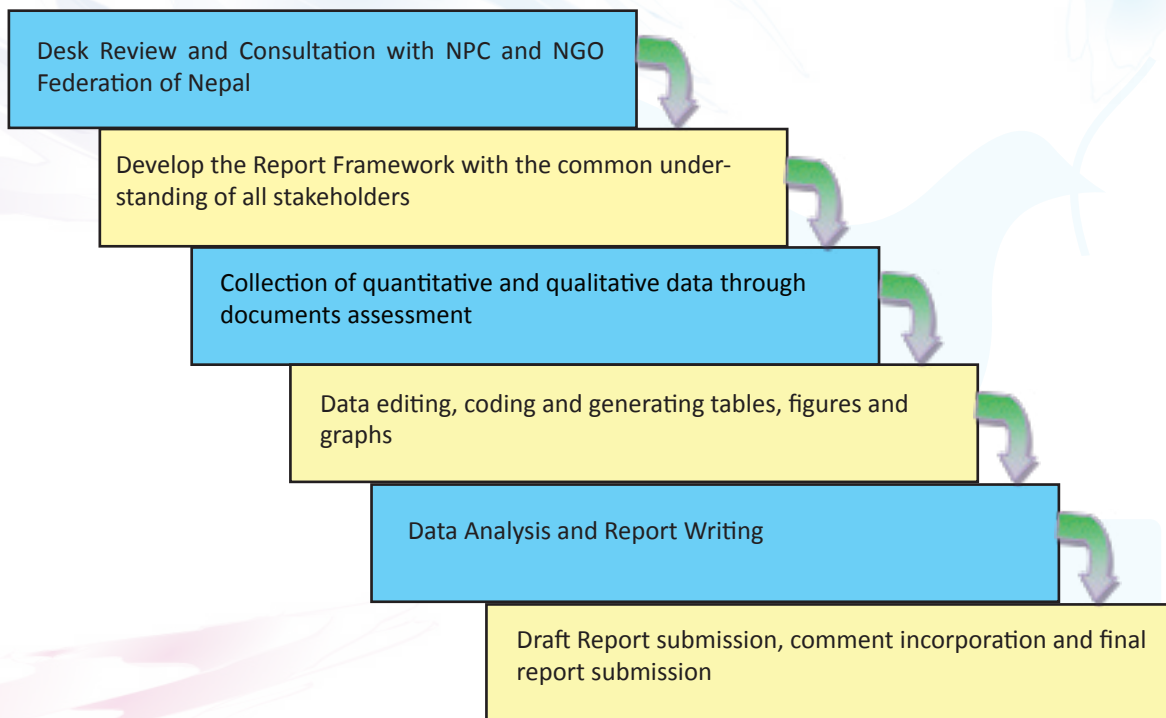 Desk Review and Consultation with NPC and NGO
Federation of Nepal
Develop the Report Framework with the common under-
standing of all stakeholders
Collection of quantitative and qualitative data through
documents assessment
Data editing, coding and generating tables, figures and
graphs
Data Analysis and Report Writing
Draft Report submission, comment incorporation and final
report submission